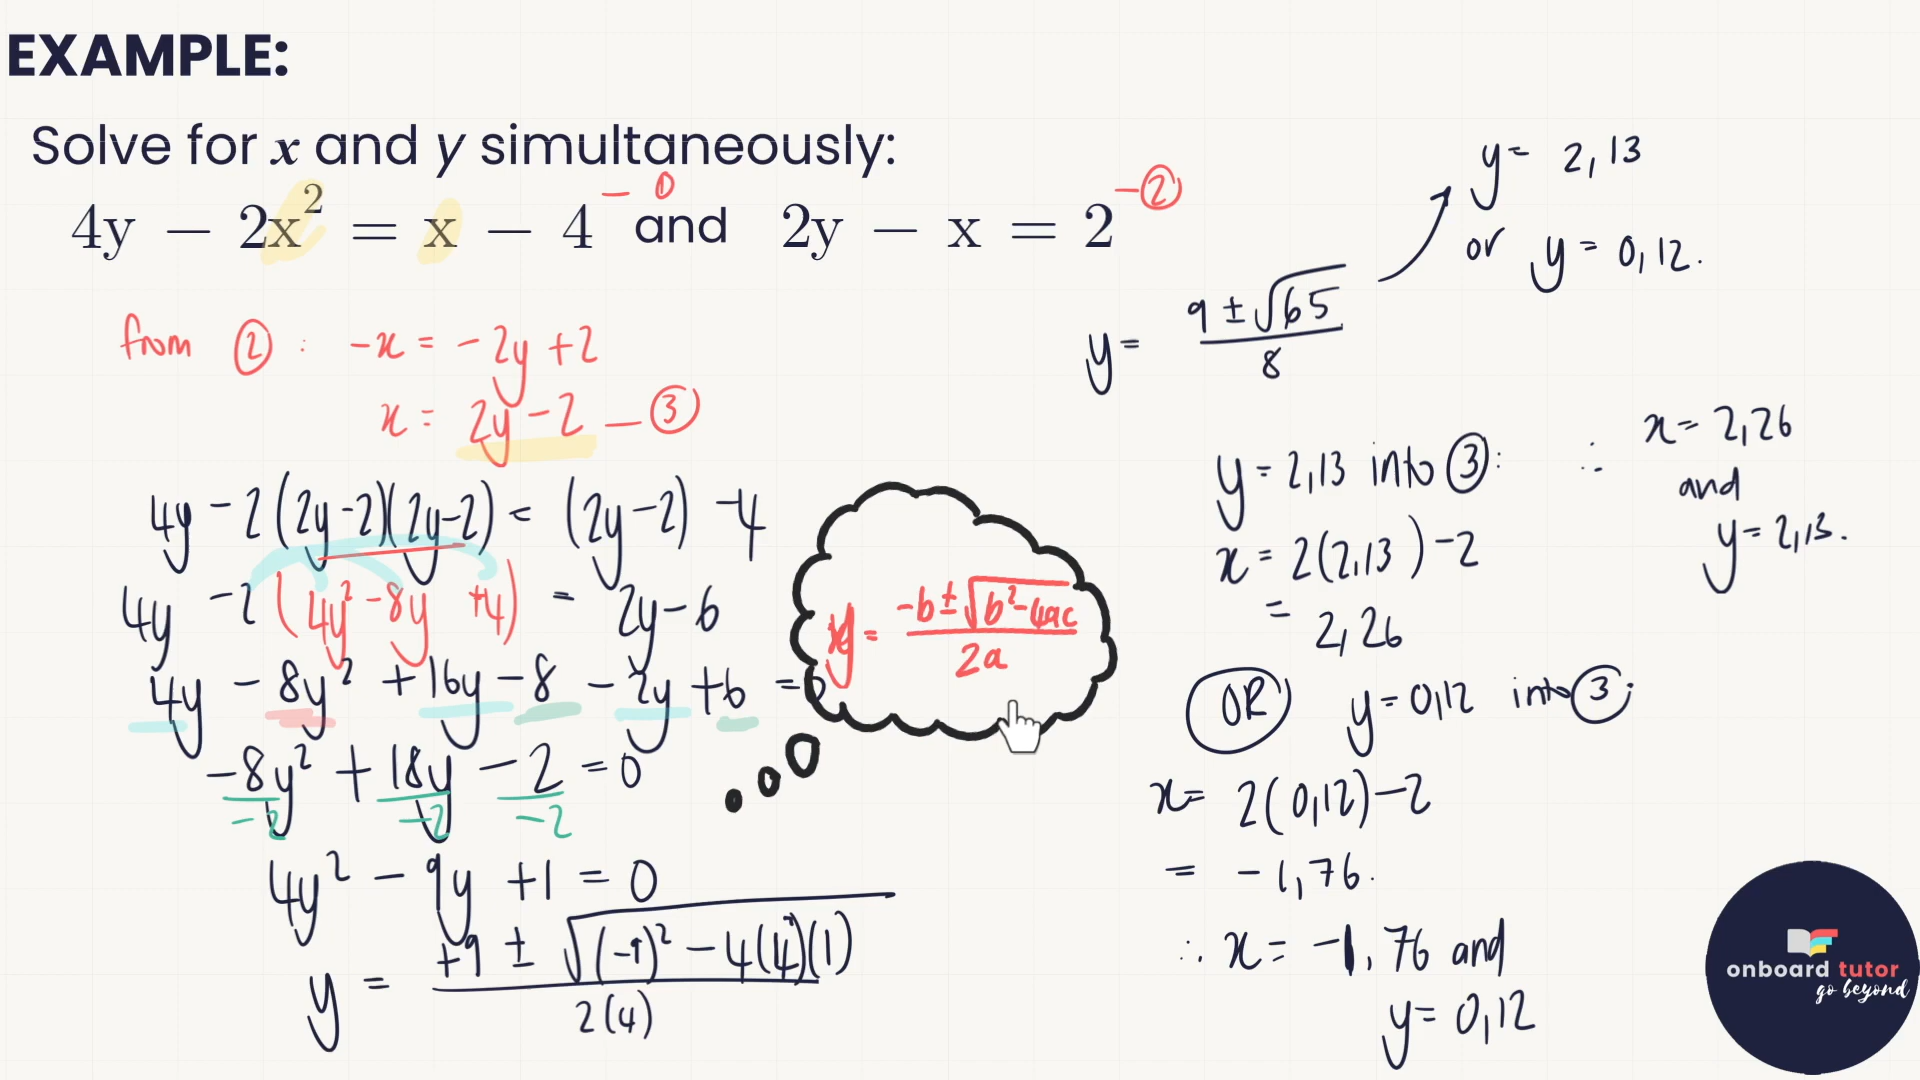 EXAMPLE:
Solve for x and y simultaneously:
4y − 2x² = x − 4 — ① and 2y − x = 2 — ②
from ② : -x = -2y + 2
x = 2y - 2 — ③
4y - 2(2y-2)(2y-2) = (2y-2) - 4
4y - 2(4y² - 8y + 4) = 2y - 6
4y - 8y² + 16y - 8 - 2y + 6 = 0
-8y² + 18y - 2 = 0
-2 -2 -2
4y² - 9y + 1 = 0
y = +9 ± √(-9)² - 4(4)(1)
2(4)
y = -b ± √b² - 4ac
2a
y = 2,13
or y = 0,12.
y = 9 ± √65
8
y = 2,13 into ③:
x = 2(2,13) - 2
= 2,26
∴ x = 2,26
and
y = 2,13.
OR y = 0,12 into ③:
x = 2(0,12) - 2
= -1,76.
∴ x = -1,76 and
y = 0,12
onboard tutor
go beyond